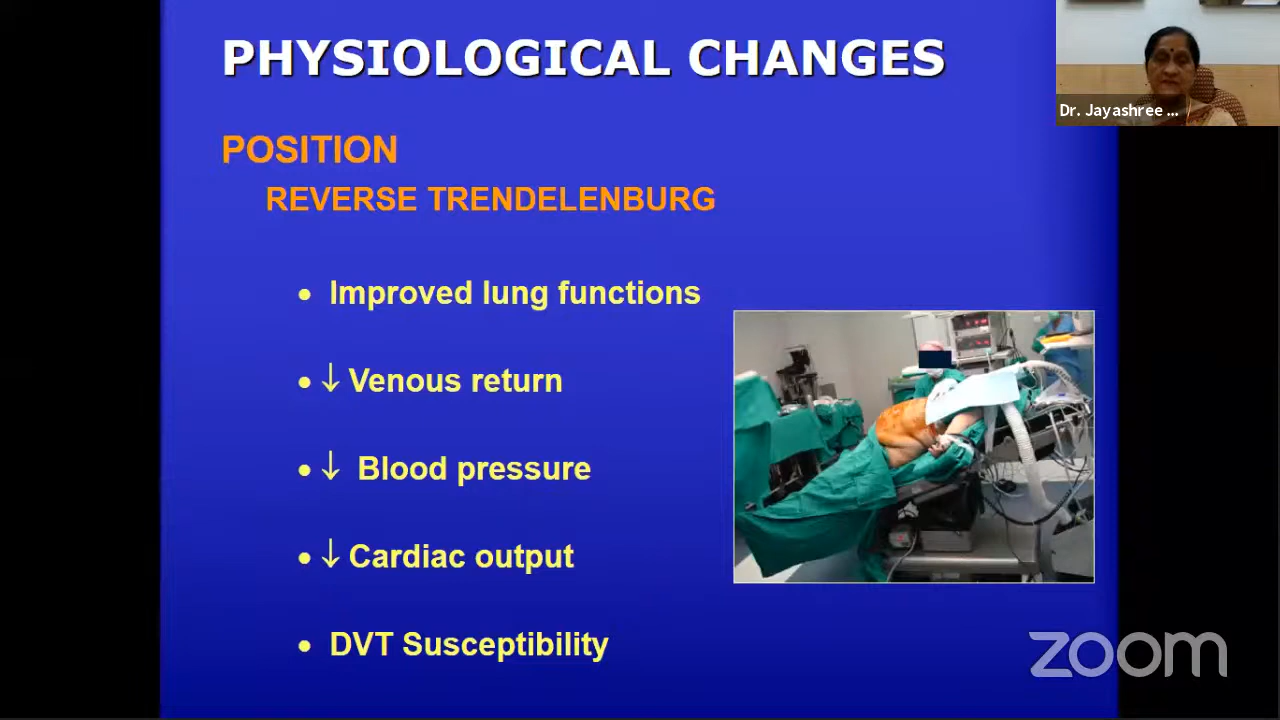 PHYSIOLOGICAL CHANGES
Dr. Jayashree ...
POSITION
REVERSE TRENDELENBURG
• Improved lung functions
• ↓ Venous return
• ↓ Blood pressure
• ↓ Cardiac output
• DVT Susceptibility
zoom